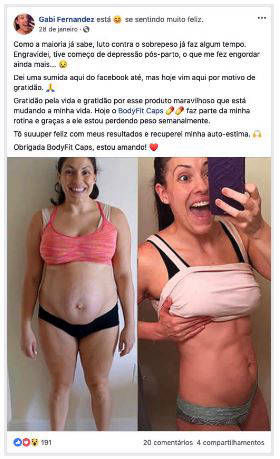 Gabi Fernandez está 😊 se sentindo muito feliz.
28 de janeiro ·
Como a maioria já sabe, luto contra o sobrepeso já faz algum tempo.
Engravidei, tive começo de depressão pós-parto, o que me fez engordar
ainda mais... 😪
Dei uma sumida aqui do facebook até, mas hoje vim aqui por motivo de
gratidão. 🙏
Gratidão pela vida e gratidão por esse produto maravilhoso que está
mudando a minha vida. Hoje o BodyFit Caps 💊💊 faz parte da minha
rotina e graças a ele estou perdendo peso semanalmente.
Tô suuuper feliz com meus resultados e recuperei minha auto-estima. 🙌
Obrigada BodyFit Caps, estou amando! ❤️
191
20 comentários 4 compartilhamentos